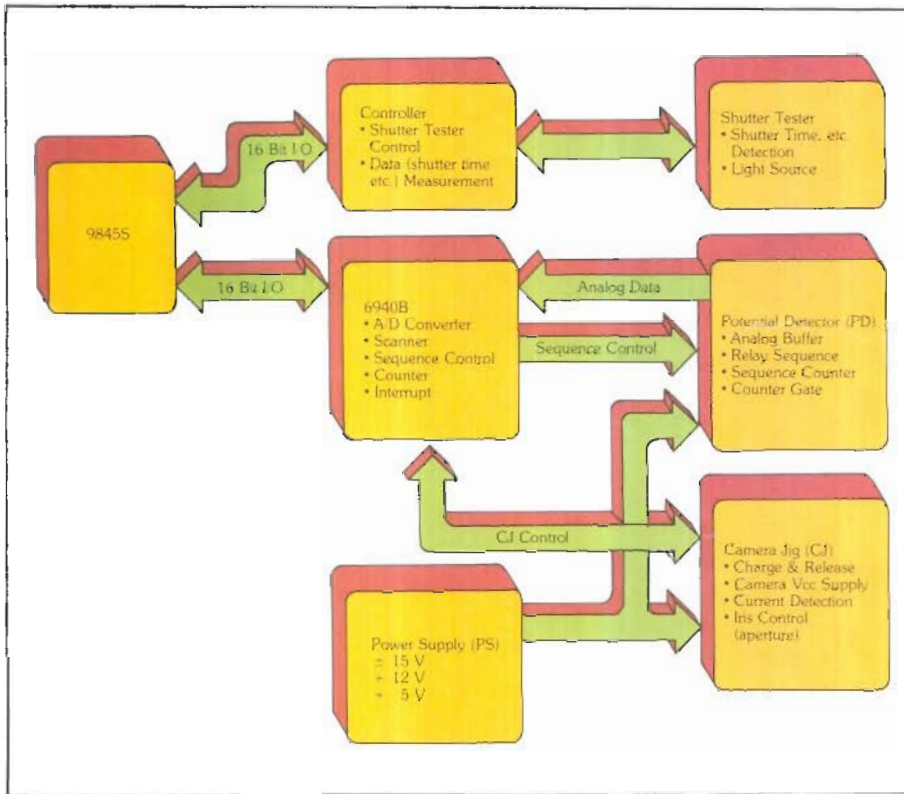 9845S
16 Bit I/O
Controller
• Shutter Tester
Control
• Data (shutter time
etc.) Measurement
Shutter Tester
• Shutter Time, etc
Detection
• Light Source
16 Bit I/O
6940B
• A/D Converter
• Scanner
• Sequence Control
• Counter
• Interrupt
Analog Data
Sequence Control
Potential Detector (PD)
• Analog Buffer
• Relay Sequence
• Sequence Counter
• Counter Gate
CJ Control
Camera Jig (CJ)
• Charge & Release
• Camera Vcc Supply
• Current Detection
• Iris Control
(aperture)
Power Supply (PS)
± 15 V
+ 12 V
+ 5 V